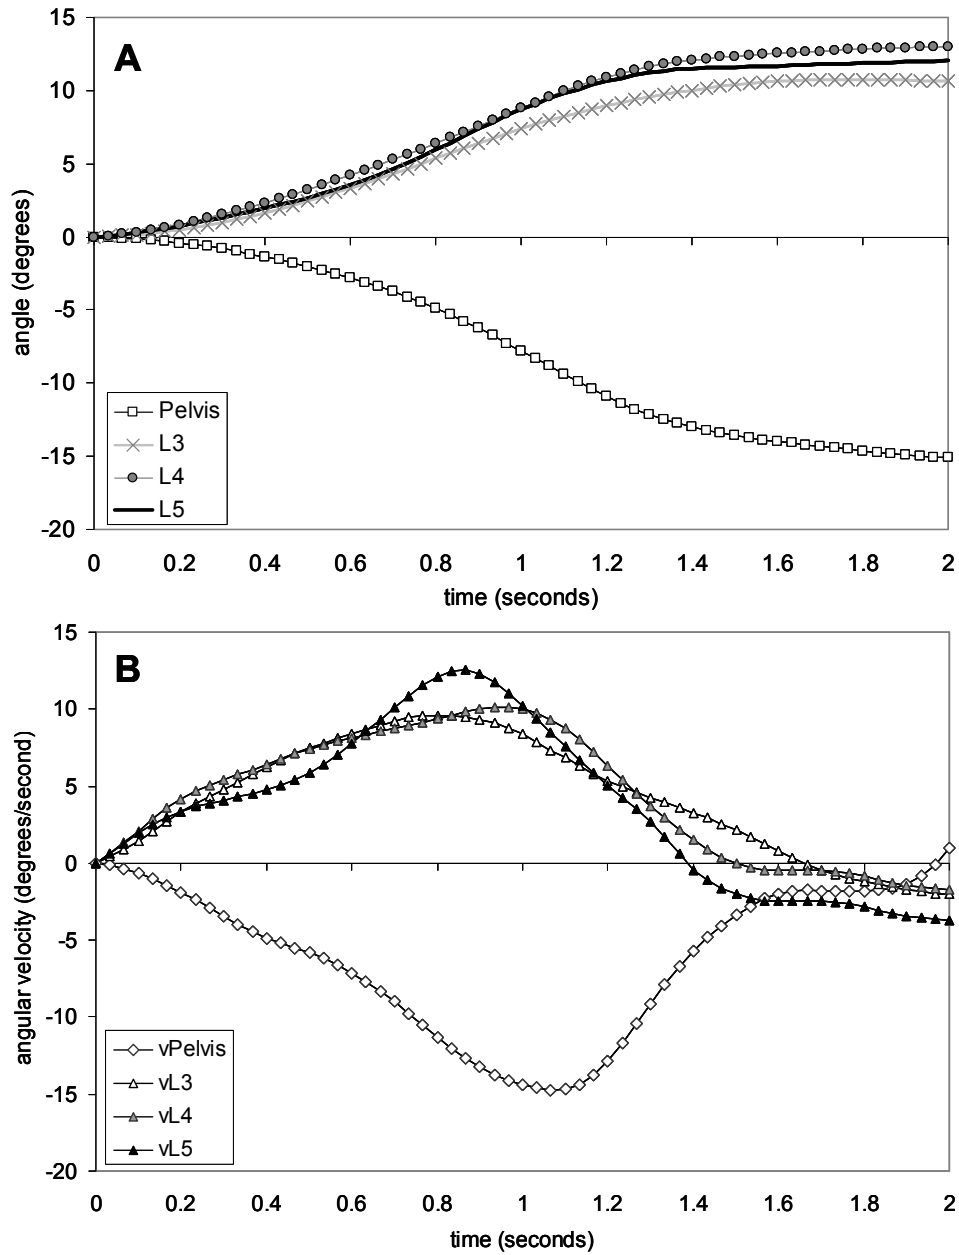 15
A
10
5
0
-5
-10
-15
-20
angle (degrees)
Pelvis
L3
L4
L5
0 0.2 0.4 0.6 0.8 1 1.2 1.4 1.6 1.8 2
time (seconds)
15
B
10
5
0
-5
-10
-15
-20
angular velocity (degrees/second)
vPelvis
vL3
vL4
vL5
0 0.2 0.4 0.6 0.8 1 1.2 1.4 1.6 1.8 2
time (seconds)